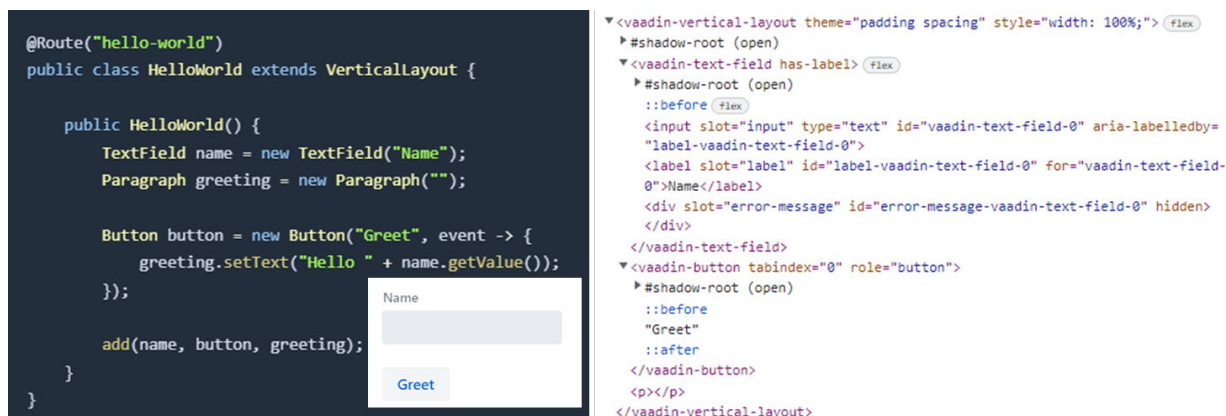 @Route("hello-world")
public class HelloWorld extends VerticalLayout {
public HelloWorld() {
TextField name = new TextField("Name");
Paragraph greeting = new Paragraph("");
Button button = new Button("Greet", event -> {
greeting.setText("Hello " + name.getValue());
});
add(name, button, greeting);
}
}
Name
Greet
<vaadin-vertical-layout theme="padding spacing" style="width: 100%;"> flex
#shadow-root (open)
<vaadin-text-field has-label> flex
#shadow-root (open)
::before flex
<input slot="input" type="text" id="vaadin-text-field-0" aria-labelledby=
"label-vaadin-text-field-0">
<label slot="label" id="label-vaadin-text-field-0" for="vaadin-text-field-
0">Name</label>
<div slot="error-message" id="error-message-vaadin-text-field-0" hidden>
</div>
</vaadin-text-field>
<vaadin-button tabindex="0" role="button">
#shadow-root (open)
::before
"Greet"
::after
</vaadin-button>
<p></p>
</vaadin-vertical-layout>